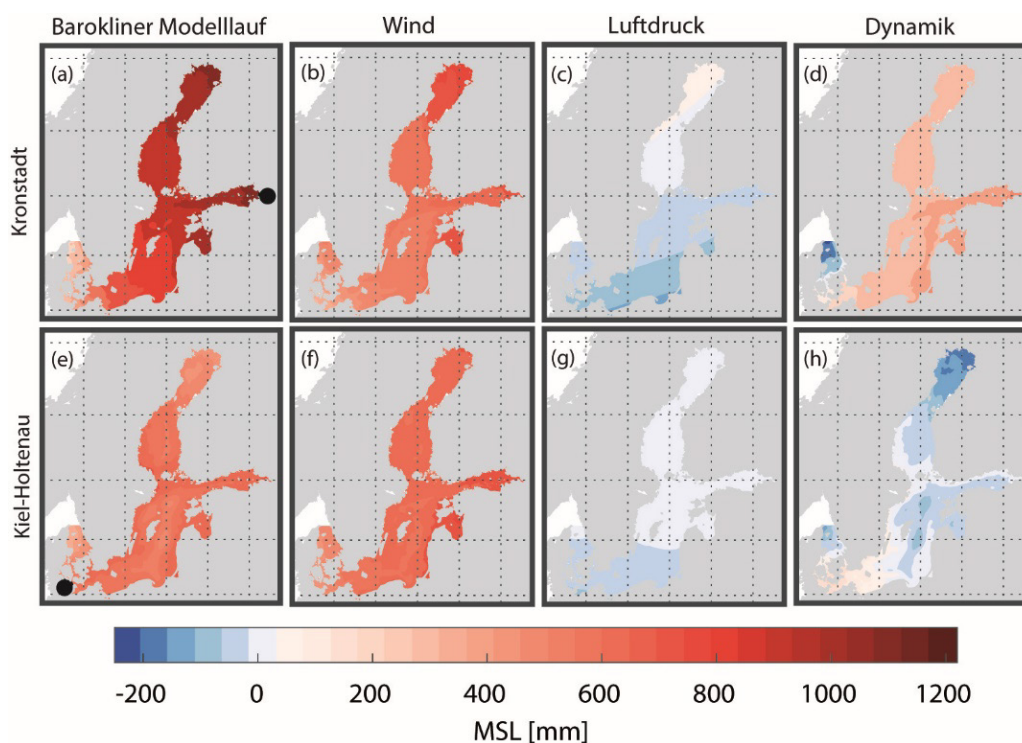 Barokliner Modelllauf Wind Luftdruck Dynamik
Kronstadt
(a) (b) (c) (d)
Kiel-Holtenau
(e) (f) (g) (h)
-200 0 200 400 600 800 1000 1200
MSL [mm]